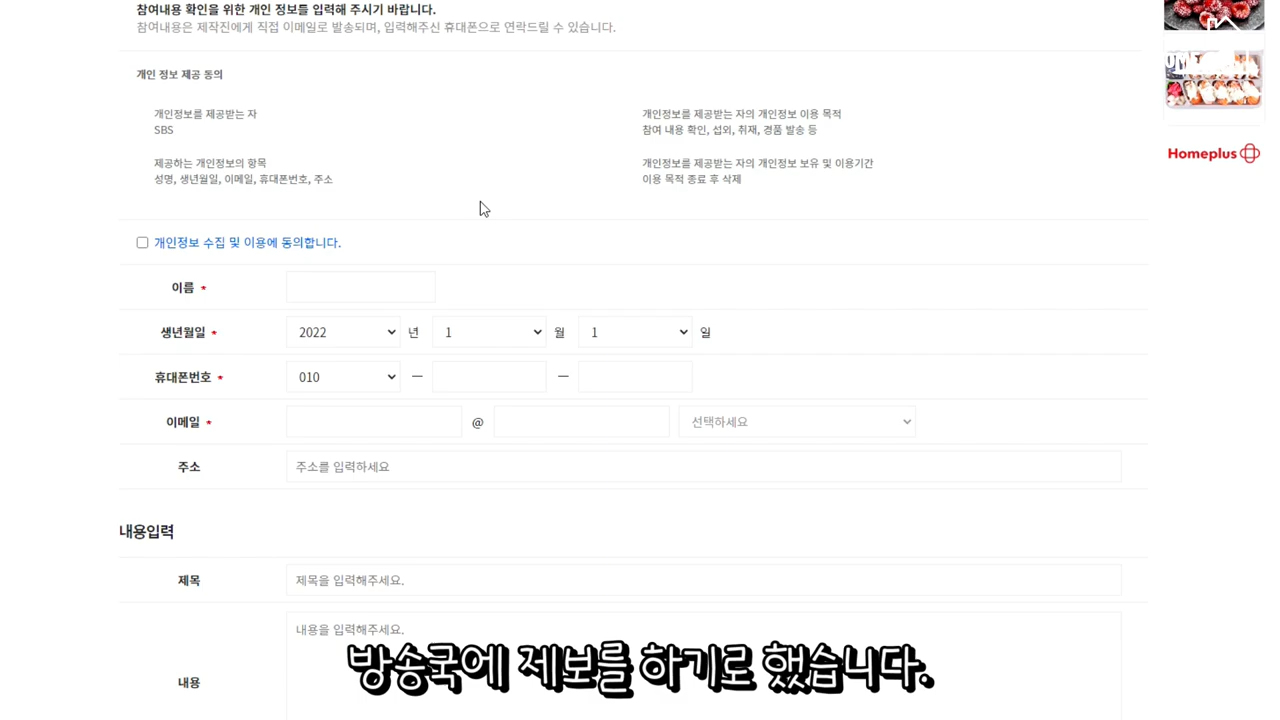 참여내용 확인을 위한 개인 정보들 입력해 주시기 바랍니다.
참여내용은 제작진에게 직접 이메일로 발송되며, 입력해주신 휴대폰으로 연락드릴 수 있습니다.
개인 정보 제공 동의
개인정보를 제공받는 자
SBS
개인정보를 제공받는 자의 개인정보 이용 목적
참여 내용 확인, 섭외, 취재, 경품 발송 등
제공하는 개인정보의 항목
성명, 생년월일, 이메일, 휴대폰번호, 주소
개인정보를 제공받는 자의 개인정보 보유 및 이용기간
이용 목적 종료 후 삭제
Homeplus
개인정보 수집 및 이용에 동의합니다.
이름 *
생년월일 * 2022 년 1 월 1 일
휴대폰번호 * 010 ― ―
이메일 * @ 선택하세요
주소 주소를 입력하세요
내용입력
제목 제목을 입력해주세요.
내용을 입력해주세요.
내용
방송국에 제보를 하기로 했습니다.